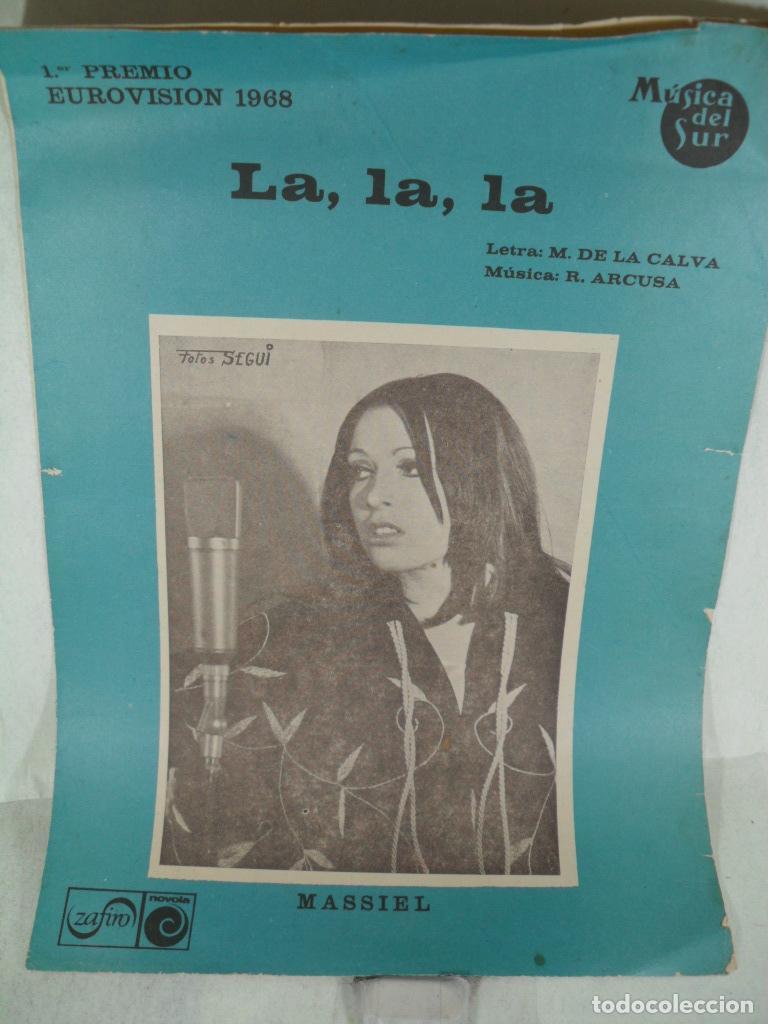 1.er PREMIO
EUROVISION 1968
Música
del
Sur
La, la, la
Letra: M. DE LA CALVA
Música: R. ARCUSA
Fotos SEGUÍ
MASSIEL
zafiro
novola
todocoleccion